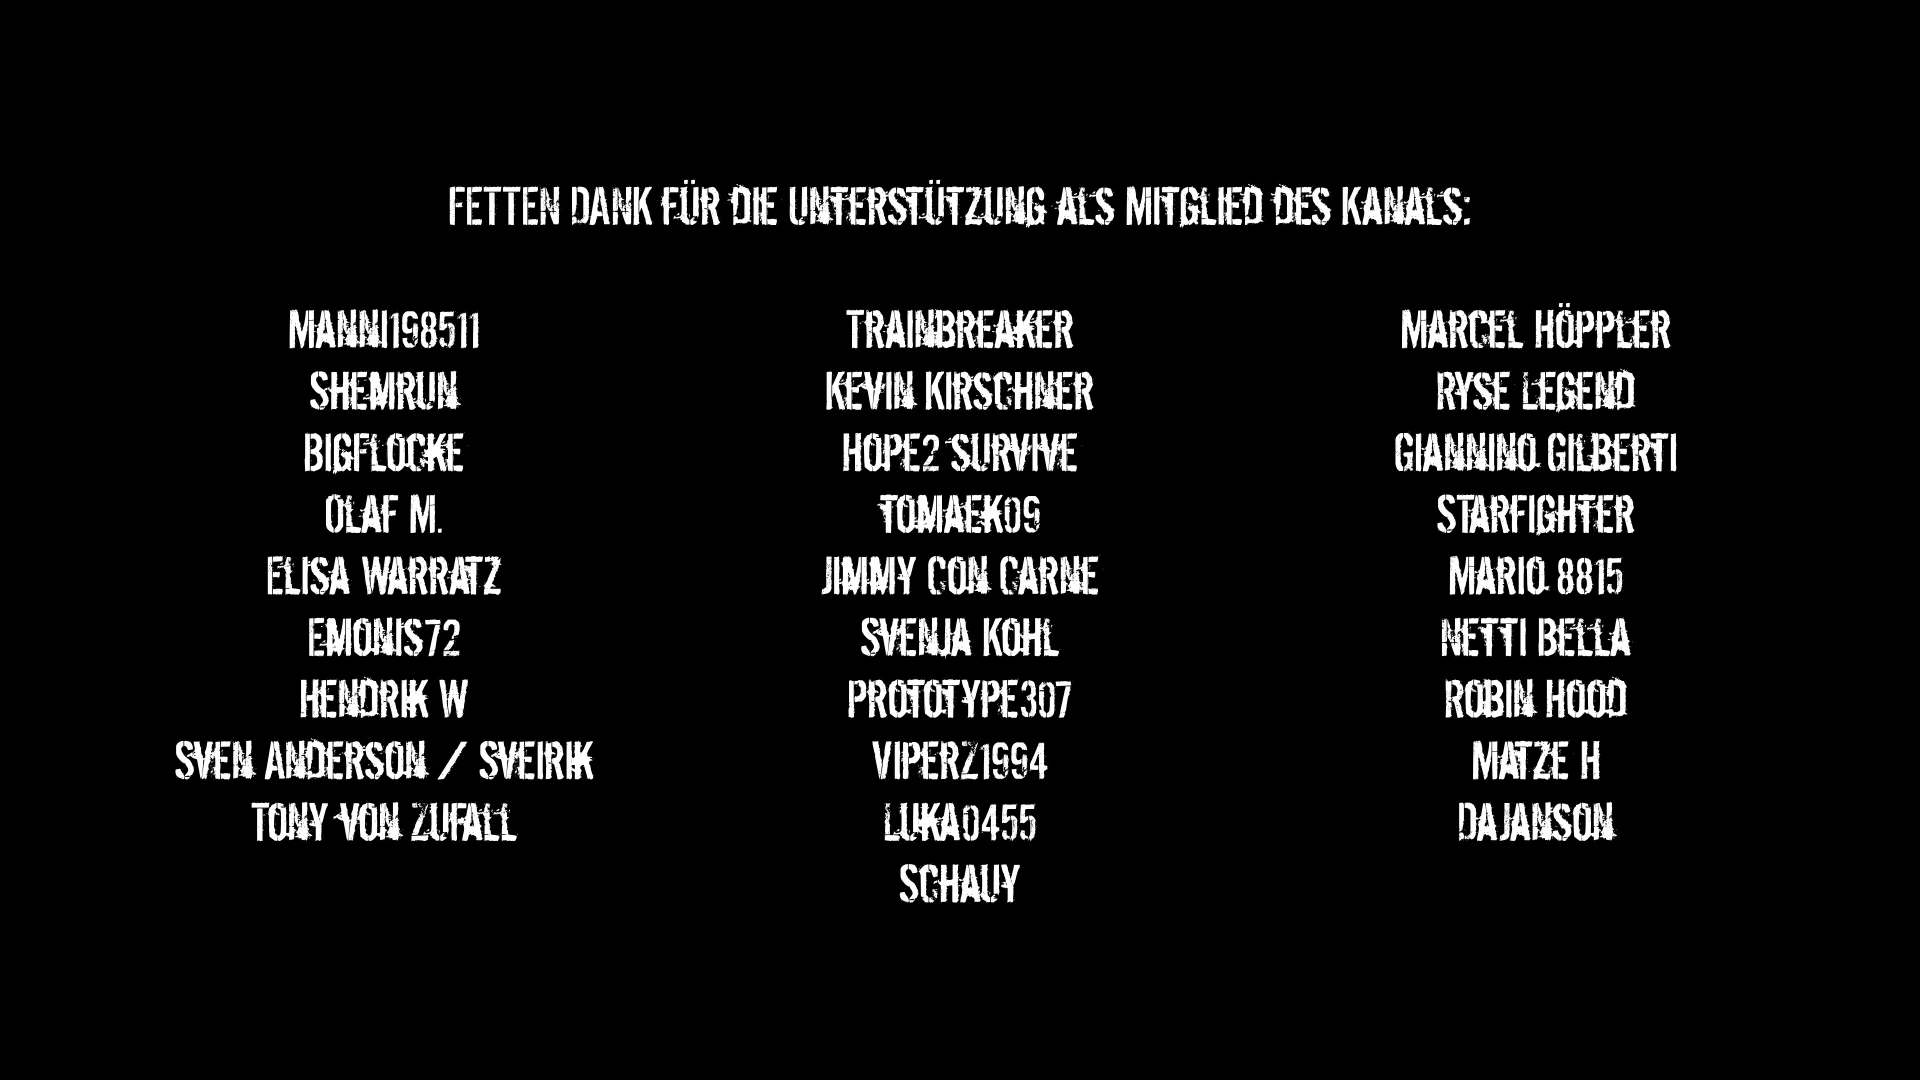 FETTEN DANK FÜR DIE UNTERSTÜTZUNG ALS MITGLIED DES KANALS:
MANNI198511
SHEMRUN
BIGFLOCKE
OLAF M.
ELISA WARRATZ
EMONIS72
HENDRIK W
SVEN ANDERSON / SVEIRIK
TONY VON ZUFALL
TRAINBREAKER
KEVIN KIRSCHNER
HOPE2 SURVIVE
TOMAEK09
JIMMY CON CARNE
SVENJA KOHL
PROTOTYPE307
VIPERZ1994
LUKA0455
SCHAUY
MARCEL HÖPPLER
RYSE LEGEND
GIANNINO GILBERTI
STARFIGHTER
MARIO 8815
NETTI BELLA
ROBIN HOOD
MATZE H
DAJANSON